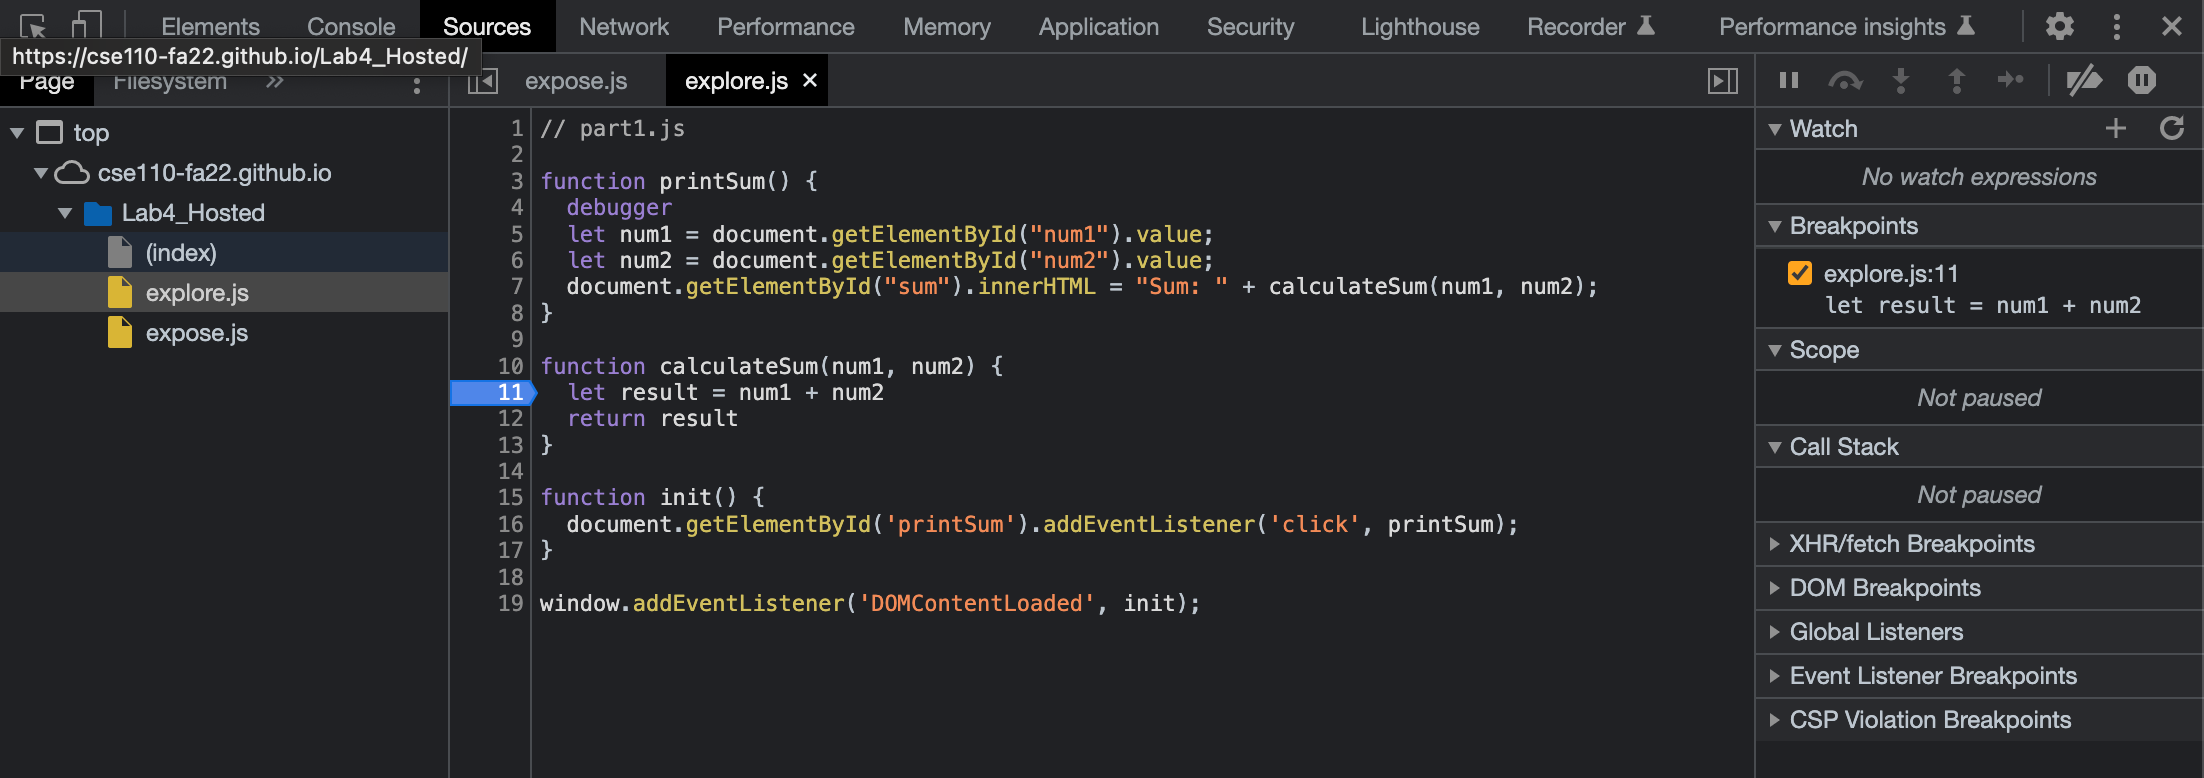 Elements Console Sources Network Performance Memory Application Security Lighthouse Recorder Performance insights
https://cse110-fa22.github.io/Lab4_Hosted/
Page Filesystem »
top
cse110-fa22.github.io
Lab4_Hosted
(index)
explore.js
expose.js
expose.js explore.js ×
1 // part1.js
2
3 function printSum() {
4   debugger
5   let num1 = document.getElementById("num1").value;
6   let num2 = document.getElementById("num2").value;
7   document.getElementById("sum").innerHTML = "Sum: " + calculateSum(num1, num2);
8 }
9
10 function calculateSum(num1, num2) {
11   let result = num1 + num2
12   return result
13 }
14
15 function init() {
16   document.getElementById('printSum').addEventListener('click', printSum);
17 }
18
19 window.addEventListener('DOMContentLoaded', init);
Watch
No watch expressions
Breakpoints
explore.js:11
let result = num1 + num2
Scope
Not paused
Call Stack
Not paused
XHR/fetch Breakpoints
DOM Breakpoints
Global Listeners
Event Listener Breakpoints
CSP Violation Breakpoints